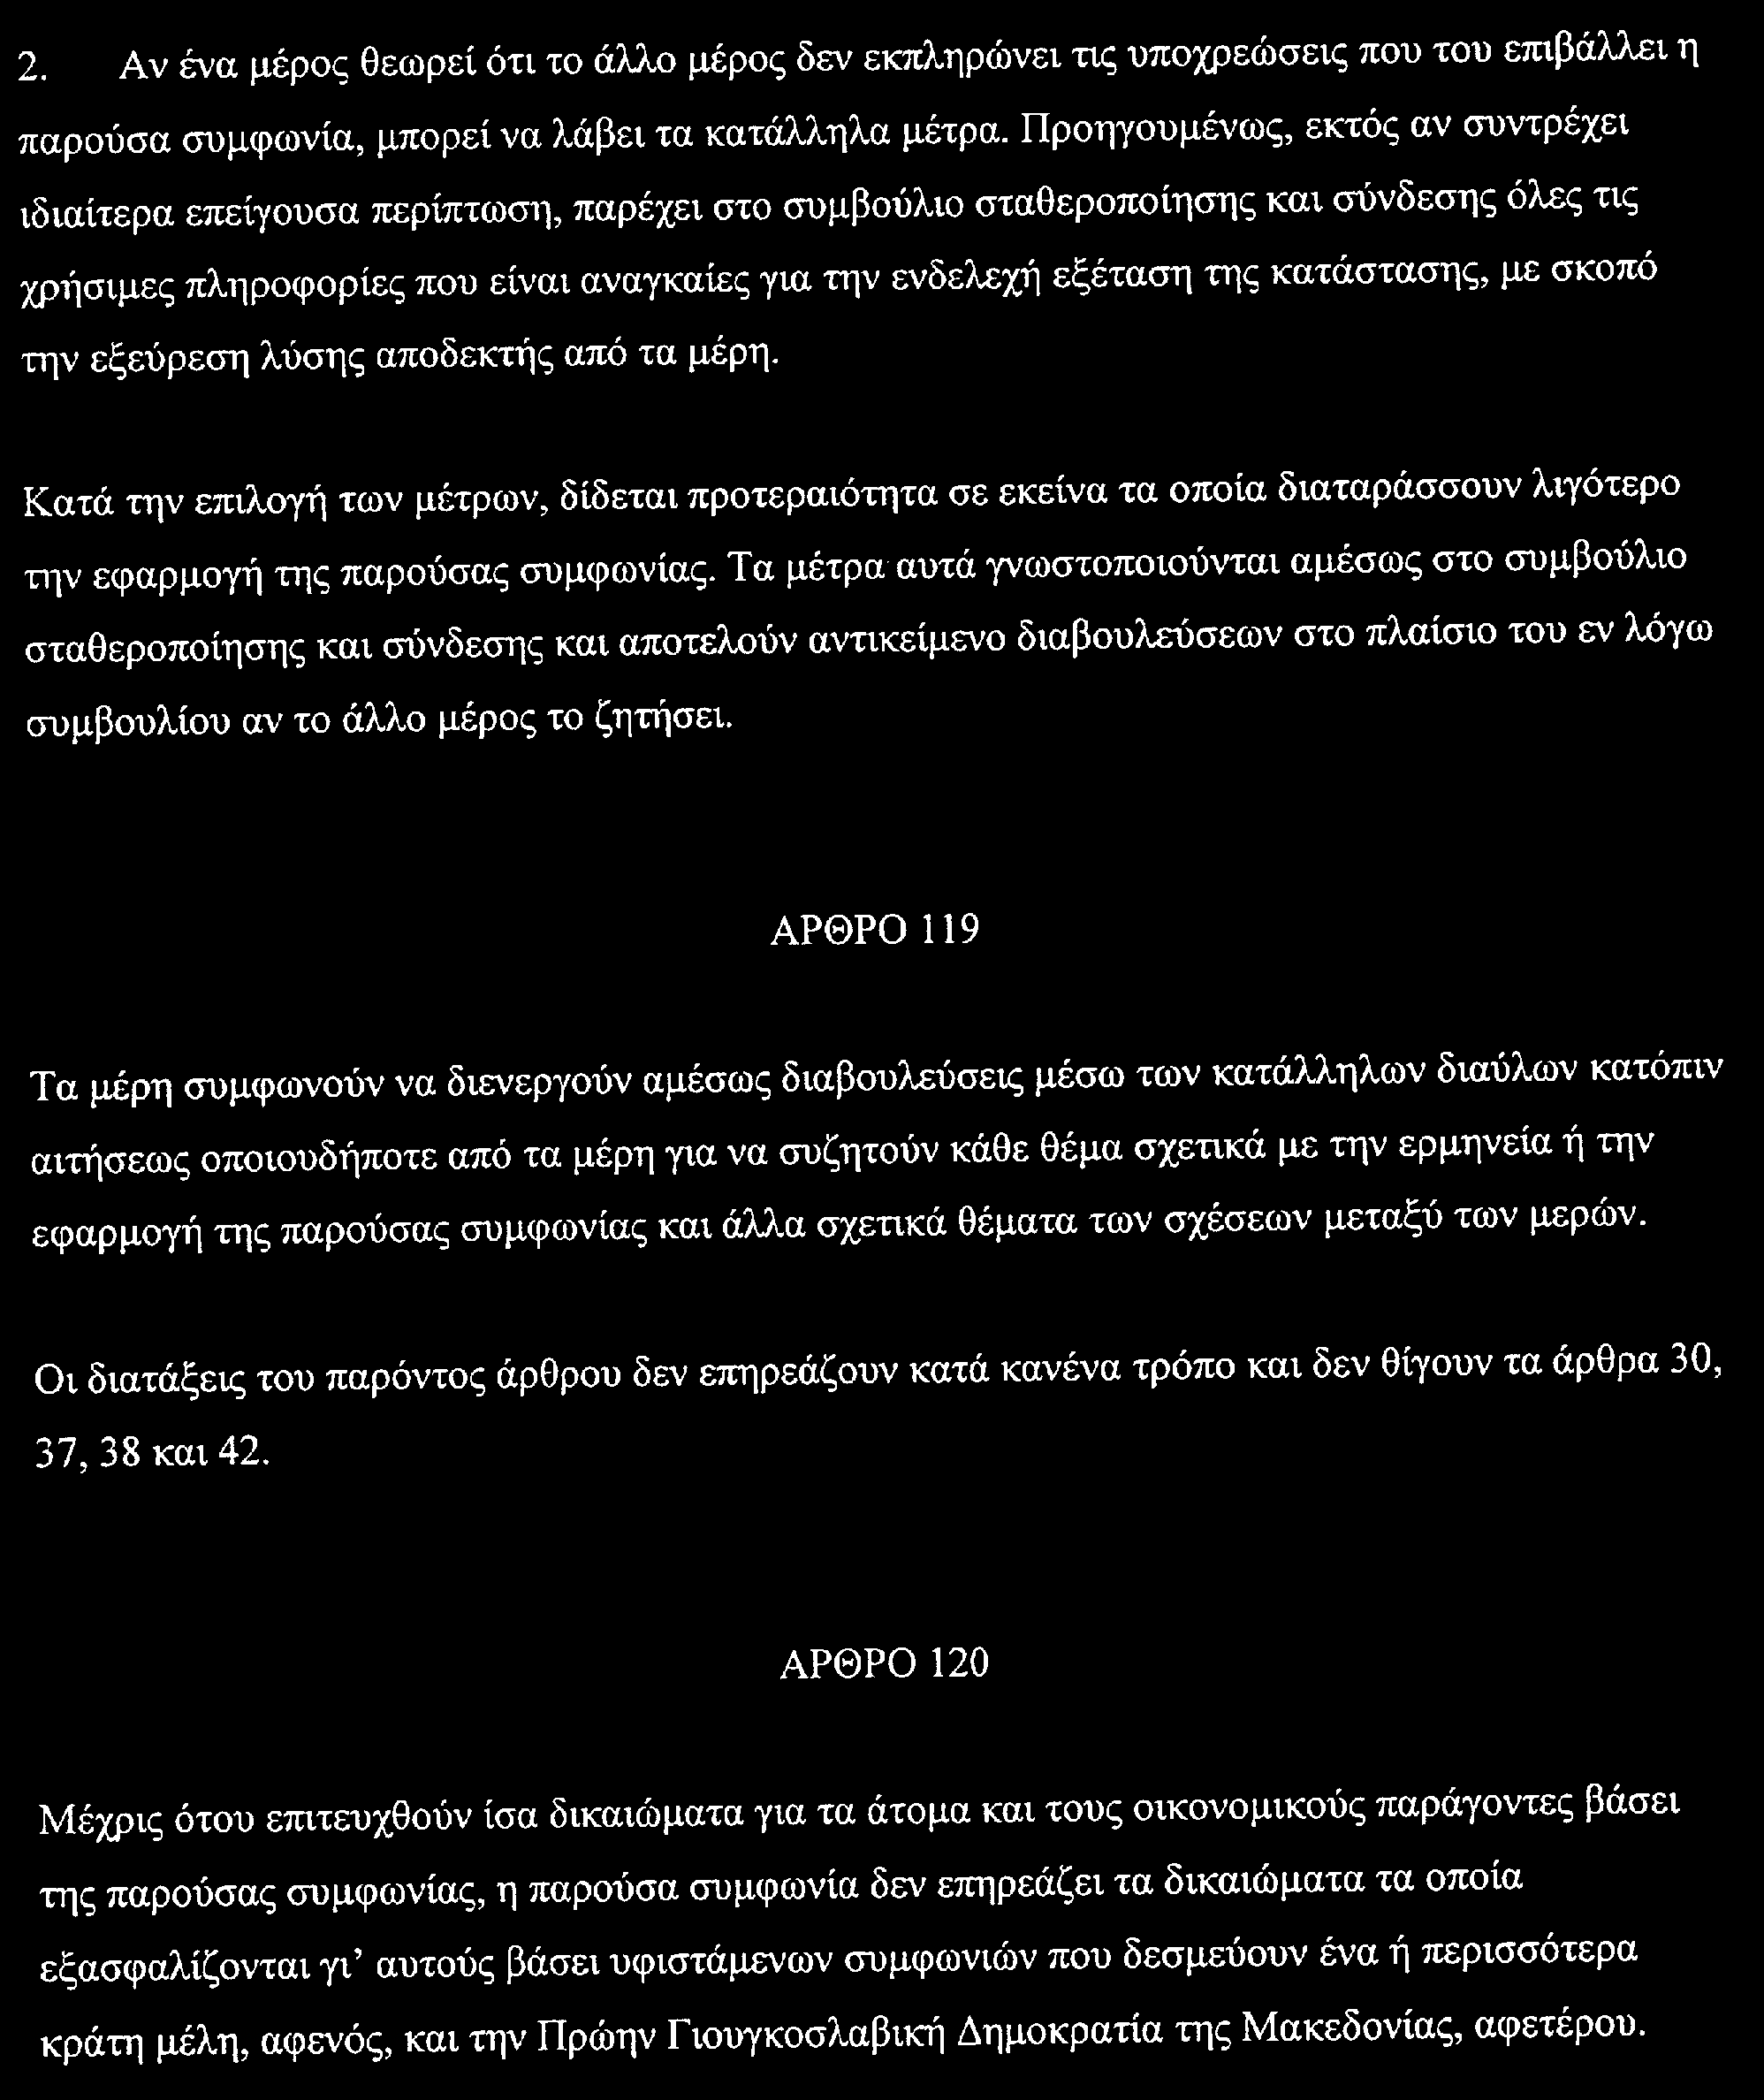 2. Αν ένα μέρος θεωρεί ότι το άλλο μέρος δεν εκπληρώνει τις υποχρεώσεις που του επιβάλλει η
παρούσα συμφωνία, μπορεί να λάβει τα κατάλληλα μέτρα. Προηγουμένως, εκτός αν συντρέχει
ιδιαίτερα επείγουσα περίπτωση, παρέχει στο συμβούλιο σταθεροποίησης και σύνδεσης όλες τις
χρήσιμες πληροφορίες που είναι αναγκαίες για την ενδελεχή εξέταση της κατάστασης, με σκοπό
την εξεύρεση λύσης αποδεκτής από τα μέρη.
Κατά την επιλογή των μέτρων, δίδεται προτεραιότητα σε εκείνα τα οποία διαταράσσουν λιγότερο
την εφαρμογή της παρούσας συμφωνίας. Τα μέτρα αυτά γνωστοποιούνται αμέσως στο συμβούλιο
σταθεροποίησης και σύνδεσης και αποτελούν αντικείμενο διαβουλεύσεων στο πλαίσιο του εν λόγω
συμβουλίου αν το άλλο μέρος το ζητήσει.
ΑΡΘΡΟ 119
Τα μέρη συμφωνούν να διενεργούν αμέσως διαβουλεύσεις μέσω των κατάλληλων διαύλων κατόπιν
αιτήσεως οποιουδήποτε από τα μέρη για να συζητούν κάθε θέμα σχετικά με την ερμηνεία ή την
εφαρμογή της παρούσας συμφωνίας και άλλα σχετικά θέματα των σχέσεων μεταξύ των μερών.
Οι διατάξεις του παρόντος άρθρου δεν επηρεάζουν κατά κανένα τρόπο και δεν θίγουν τα άρθρα 30,
37, 38 και 42.
ΑΡΘΡΟ 120
Μέχρις ότου επιτευχθούν ίσα δικαιώματα για τα άτομα και τους οικονομικούς παράγοντες βάσει
της παρούσας συμφωνίας, η παρούσα συμφωνία δεν επηρεάζει τα δικαιώματα τα οποία
εξασφαλίζονται γι’ αυτούς βάσει υφιστάμενων συμφωνιών που δεσμεύουν ένα ή περισσότερα
κράτη μέλη, αφενός, και την Πρώην Γιουγκοσλαβική Δημοκρατία της Μακεδονίας, αφετέρου.